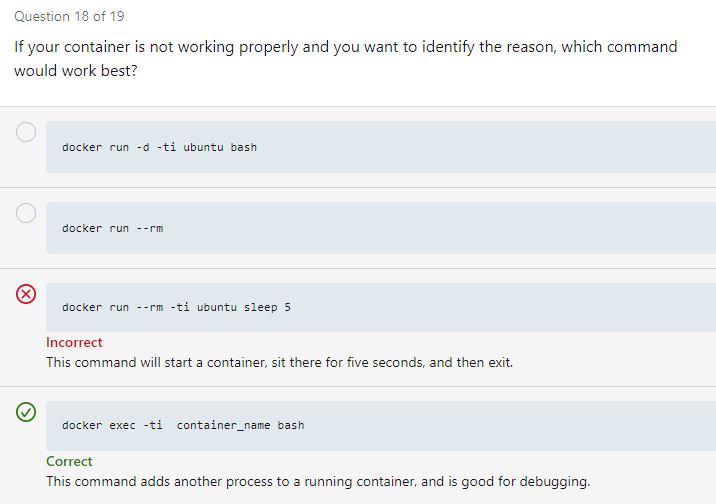 Question 18 of 19
If your container is not working properly and you want to identify the reason, which command
would work best?
docker run -d -ti ubuntu bash
docker run --rm
docker run --rm -ti ubuntu sleep 5
Incorrect
This command will start a container, sit there for five seconds, and then exit.
docker exec -ti  container_name bash
Correct
This command adds another process to a running container, and is good for debugging.